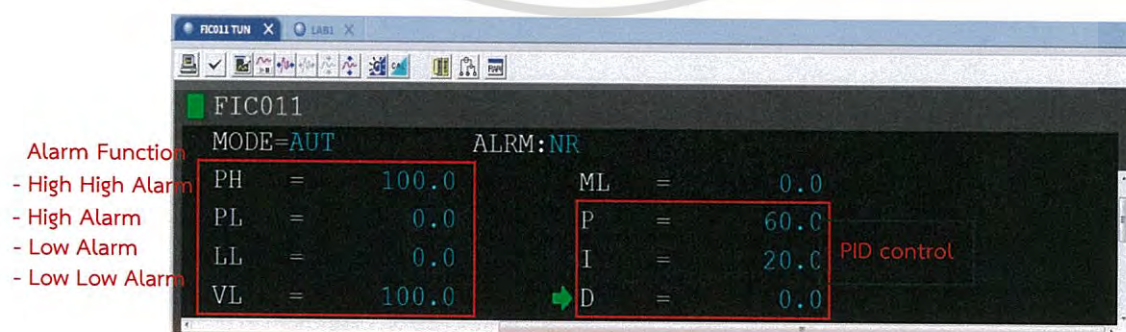 FIC011 TUN X LAB1 X
FIC011
MODE=AUT ALRM:NR
Alarm Function
- High High Alarm
- High Alarm
- Low Alarm
- Low Low Alarm
PH = 100.0 ML = 0.0
PL = 0.0 P = 60.0
LL = 0.0 I = 20.0
VL = 100.0 D = 0.0
PID control